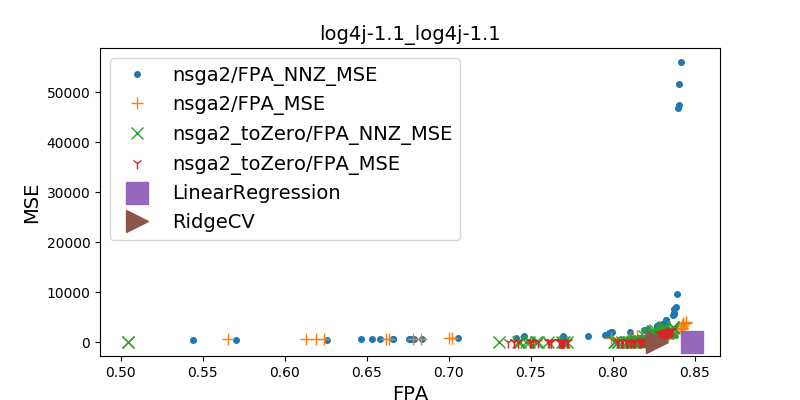 log4j-1.1_log4j-1.1
nsga2/FPA_NNZ_MSE
nsga2/FPA_MSE
nsga2_toZero/FPA_NNZ_MSE
nsga2_toZero/FPA_MSE
LinearRegression
RidgeCV
MSE
50000
40000
30000
20000
10000
0
0.50 0.55 0.60 0.65 0.70 0.75 0.80 0.85
FPA